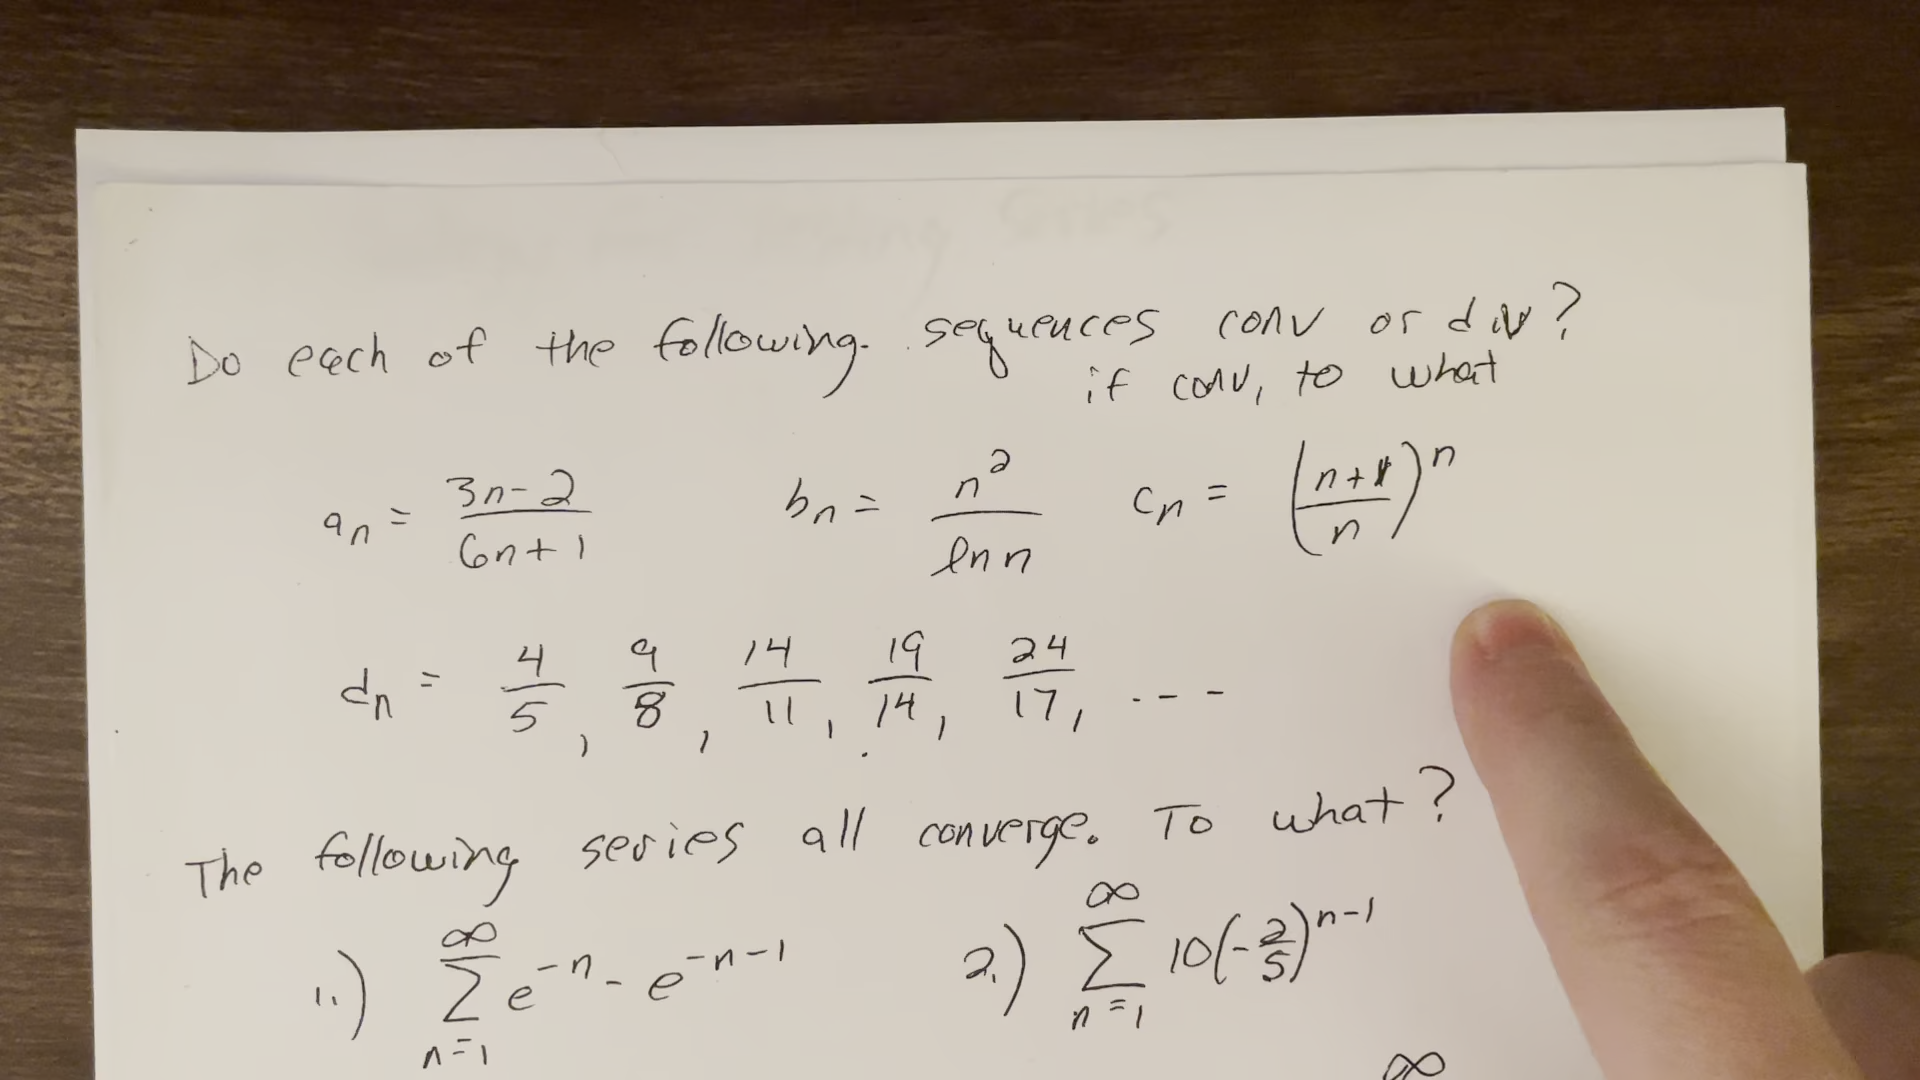 Do each of the following sequences conv or div?
if conv, to what
aₙ = (3n-2)/(6n+1) bₙ = n²/ln n cₙ = ((n+1)/n)ⁿ
dₙ = 4/5, 9/8, 14/11, 19/14, 24/17, ---
The following series all converge. To what?
1.) ∑_{n=1}^{∞} e^{-n} - e^{-n-1} 2.) ∑_{n=1}^{∞} 10(-2/5)^{n-1}
∞